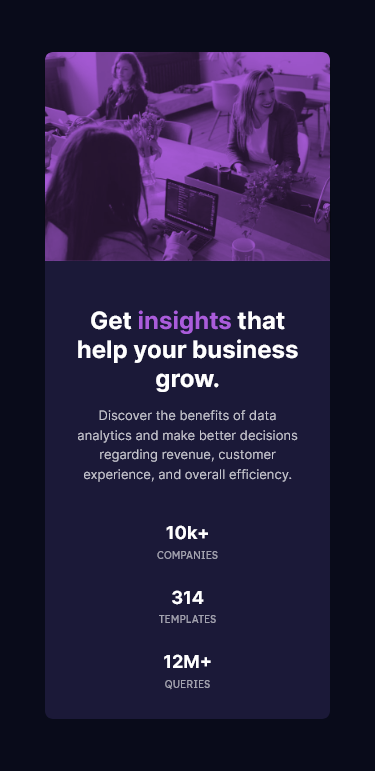 Get insights that
help your business
grow.
Discover the benefits of data
analytics and make better decisions
regarding revenue, customer
experience, and overall efficiency.
10k+
COMPANIES
314
TEMPLATES
12M+
QUERIES